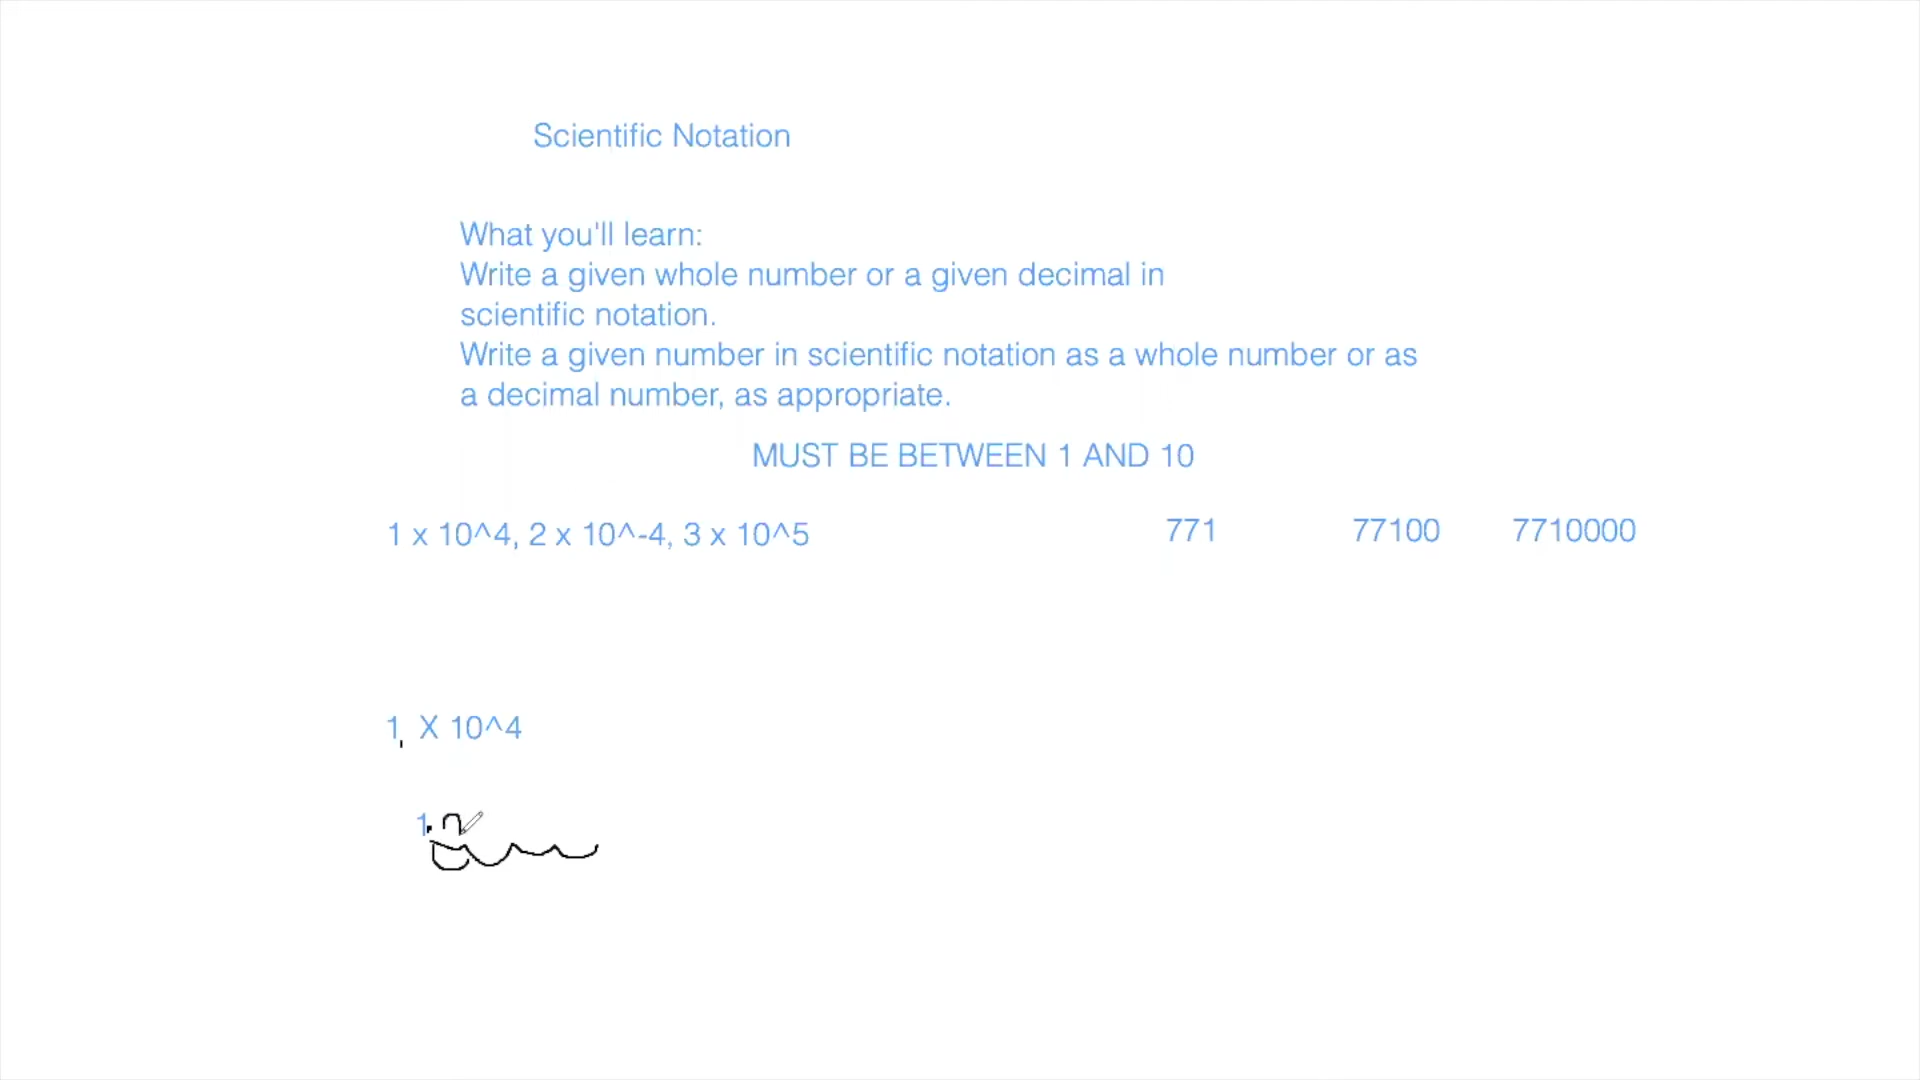 Scientific Notation
What you'll learn:
Write a given whole number or a given decimal in
scientific notation.
Write a given number in scientific notation as a whole number or as
a decimal number, as appropriate.
MUST BE BETWEEN 1 AND 10
1 x 10^4, 2 x 10^-4, 3 x 10^5 771 77100 7710000
1. X 10^4
1.